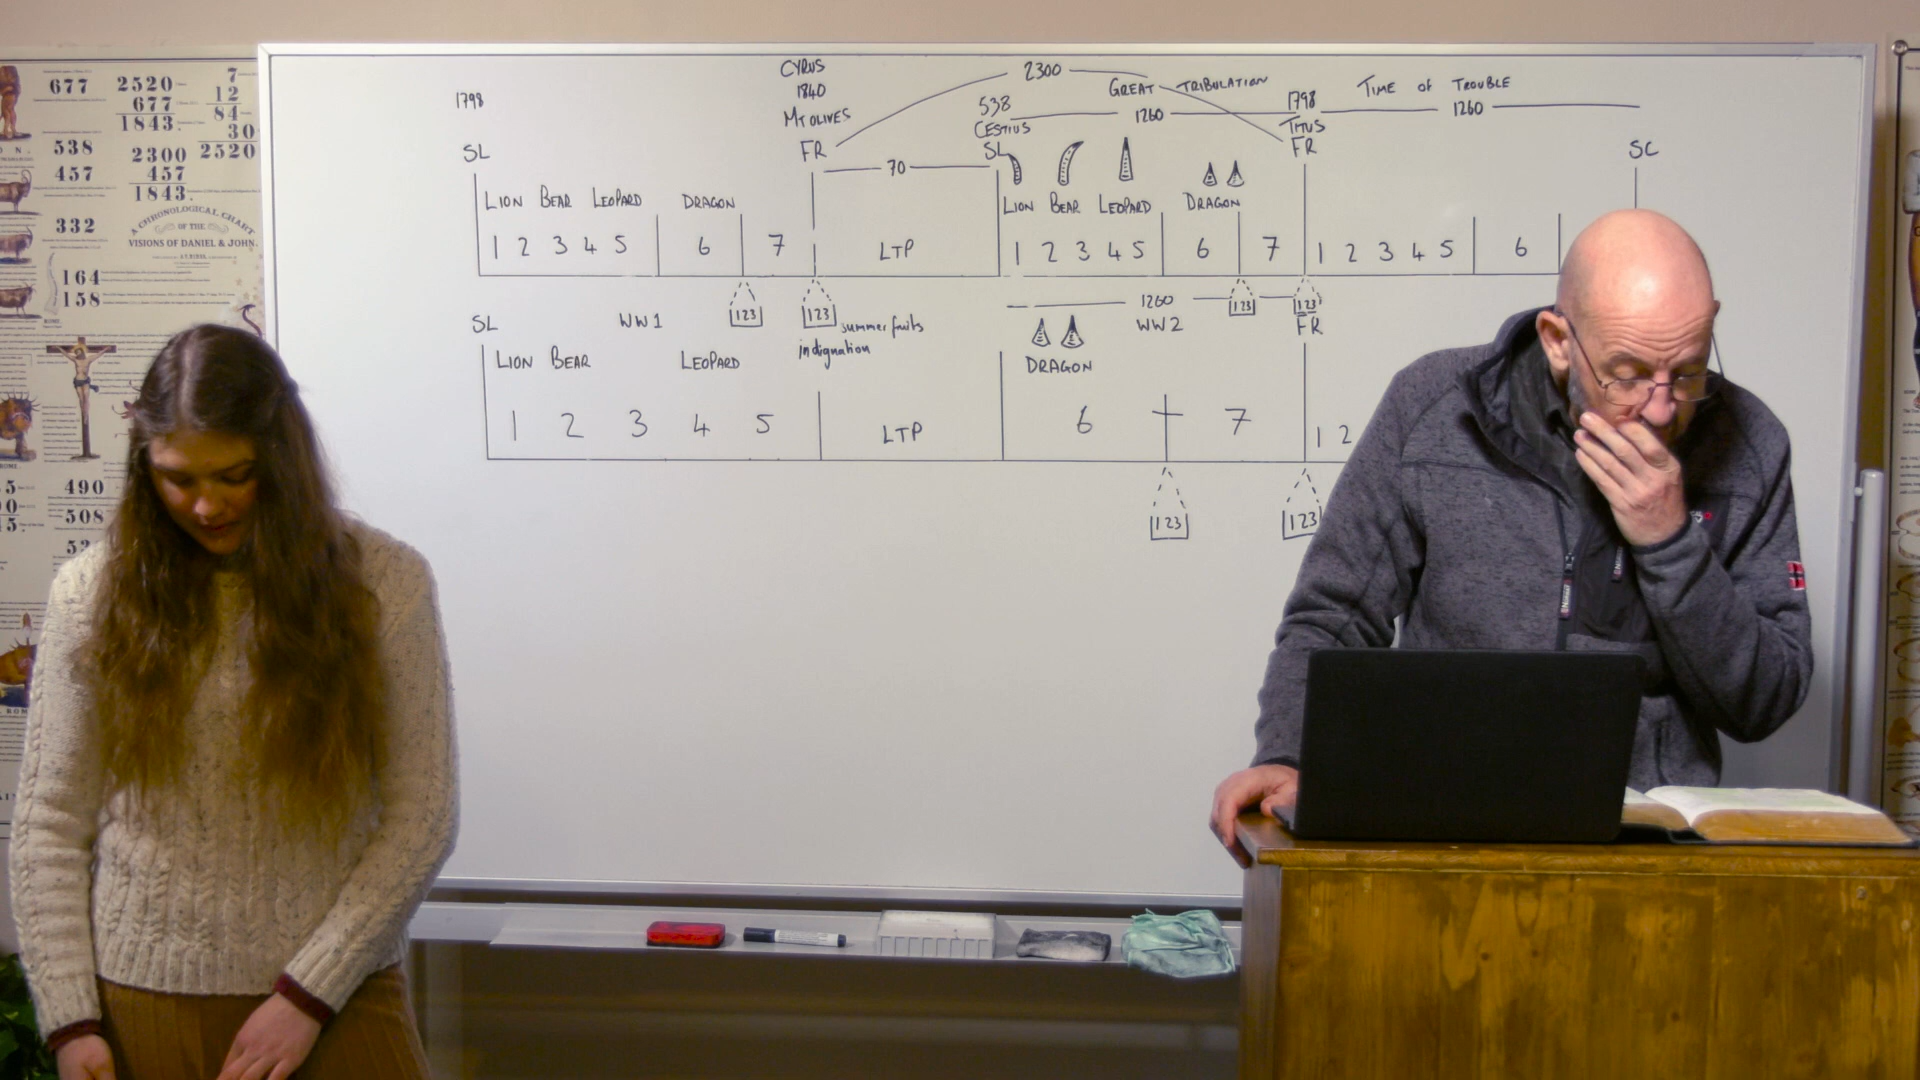 677
2520
677
1843.
7
12
84
30
2520
538
457
2300
457
1843.
332
A CHRONOLOGICAL CHART
OF THE
VISIONS OF DANIEL & JOHN.
164
158
490
508
1798
CYRUS
1840
MT OLIVES
2300
538
CESTIUS
GREAT TRIBULATION
1260
1798
TITUS
TIME OF TROUBLE
1260
SL
FR
70
SL
FR
SC
LION BEAR LEOPARD DRAGON
LION BEAR LEOPARD DRAGON
1 2 3 4 5 6 7 LTP 1 2 3 4 5 6 7 1 2 3 4 5 6
123
123
1260
123
123
SL
WW1
summer fruits
indignation
WW2
FR
LION BEAR LEOPARD DRAGON
1 2 3 4 5 LTP 6 7 1 2
123
123